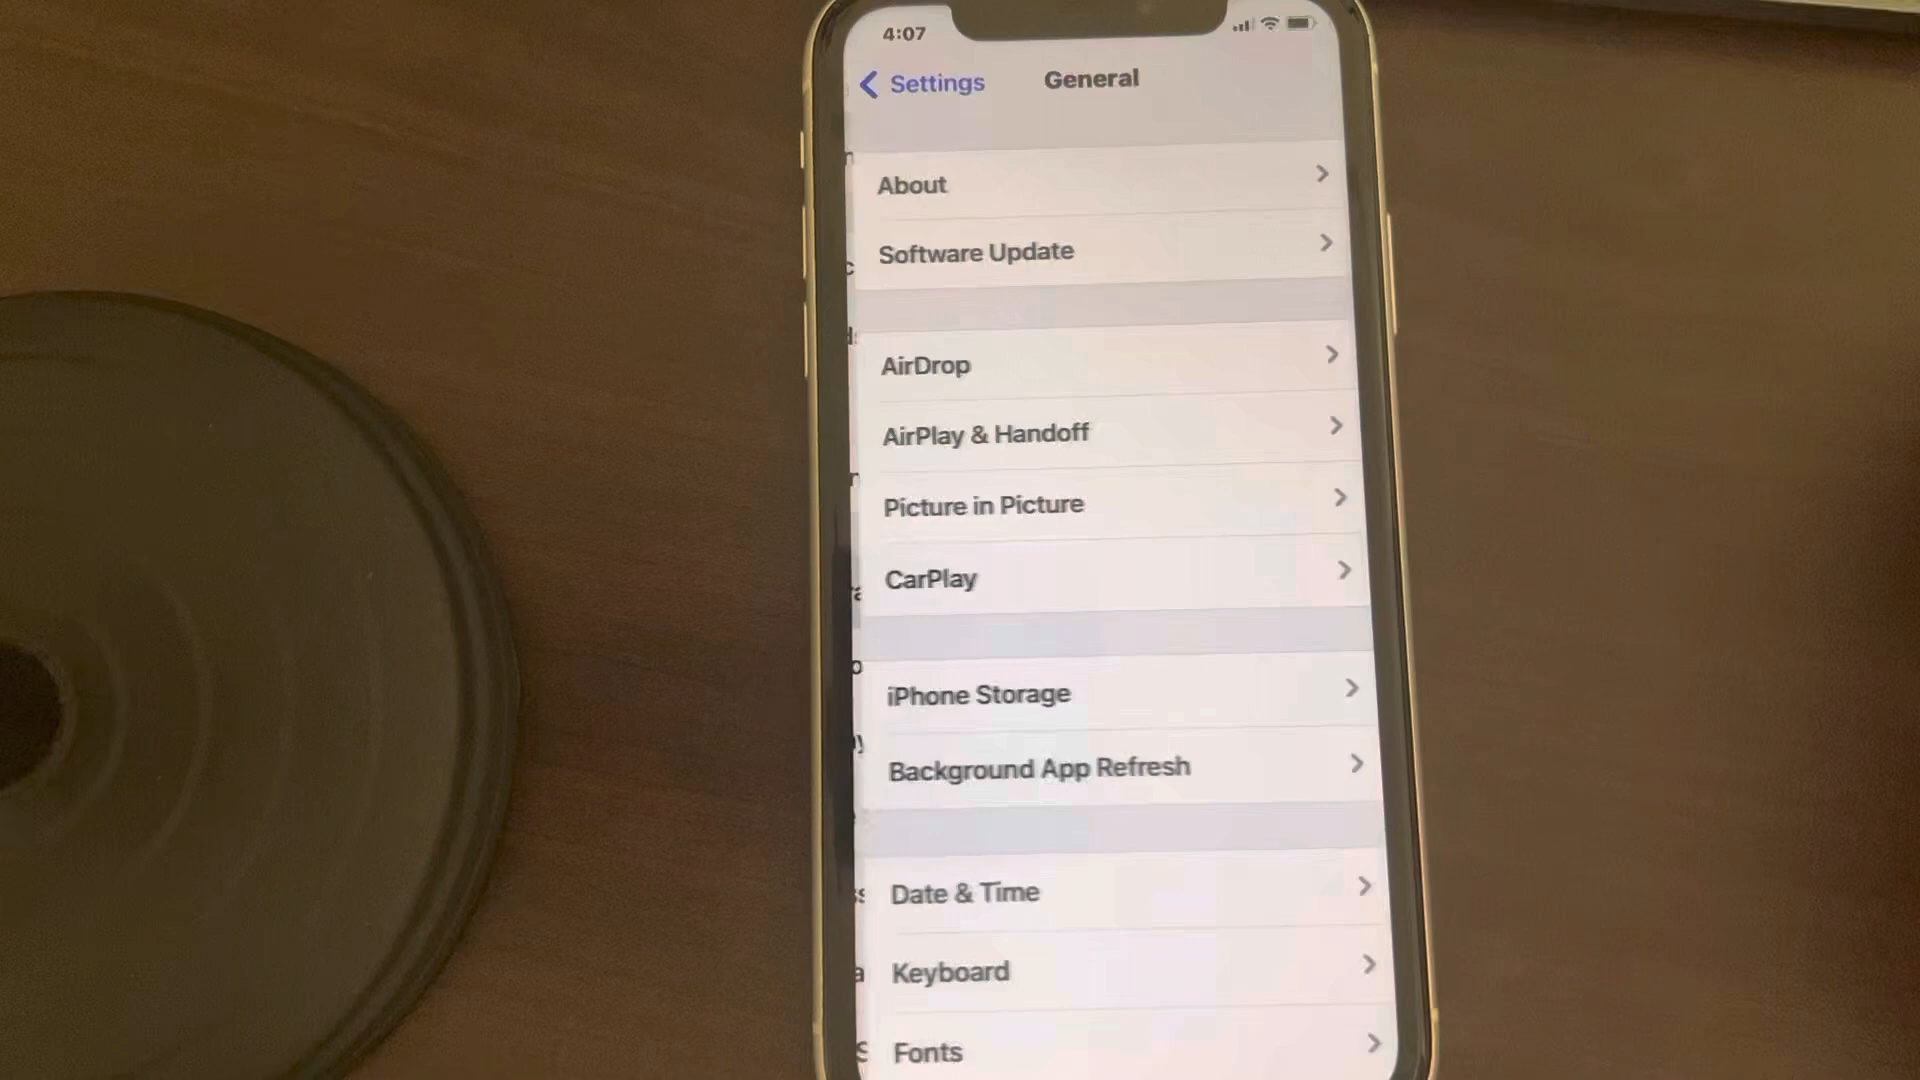 4:07
Settings
General
About
Software Update
AirDrop
AirPlay & Handoff
Picture in Picture
CarPlay
iPhone Storage
Background App Refresh
Date & Time
Keyboard
Fonts